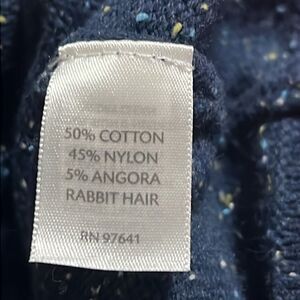 50% COTTON
45% NYLON
5% ANGORA
RABBIT HAIR
RN 97641